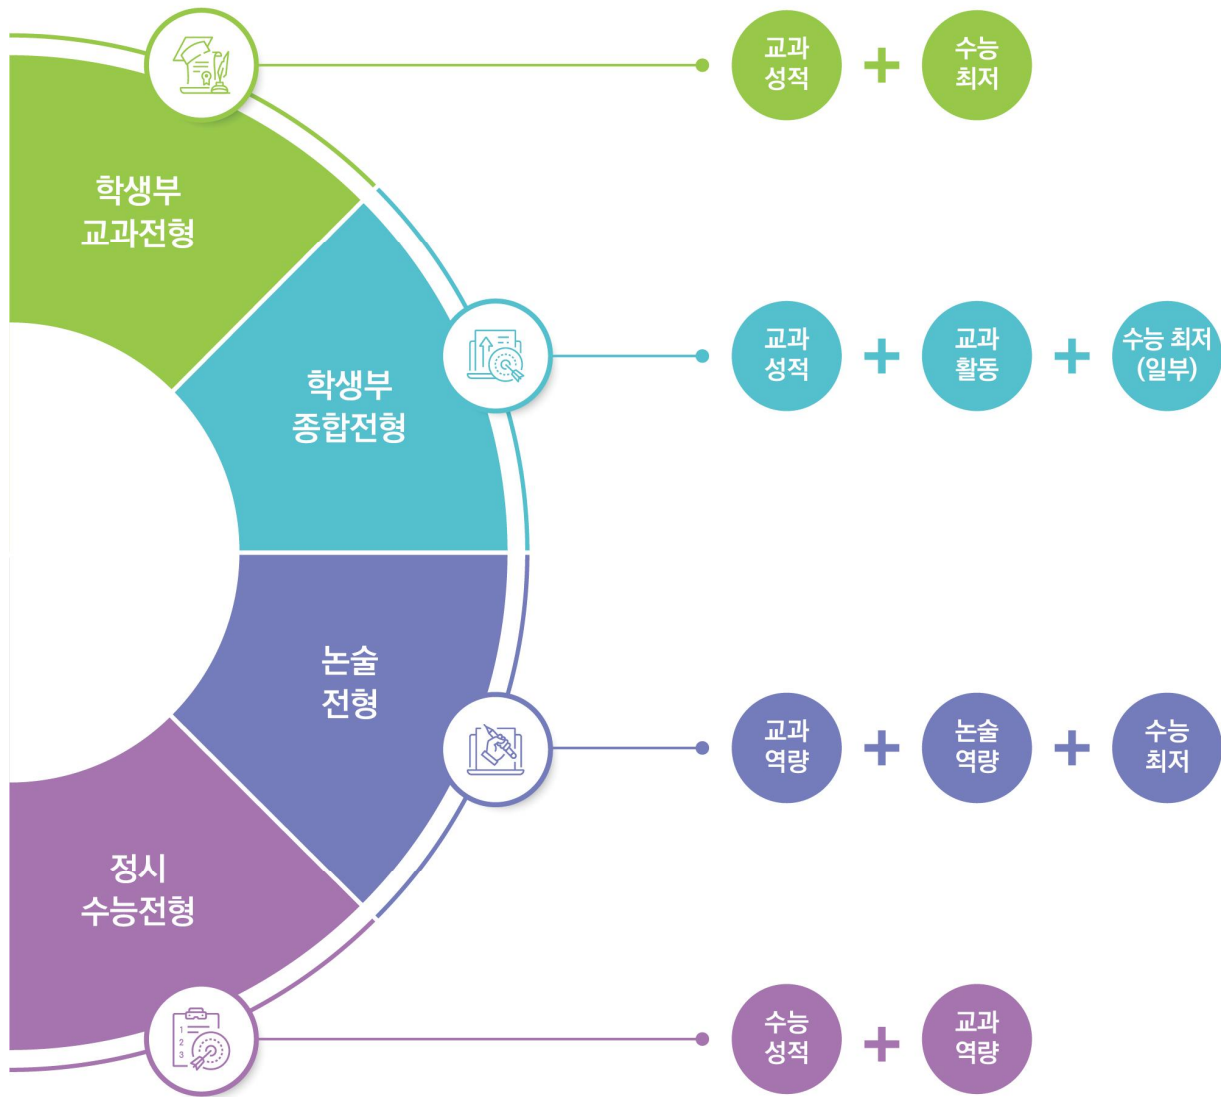 학생부
교과전형
교과
성적
+
수능
최저
학생부
종합전형
교과
성적
+
교과
활동
+
수능 최저
(일부)
논술
전형
교과
역량
+
논술
역량
+
수능
최저
정시
수능전형
1
2
3
수능
성적
+
교과
역량